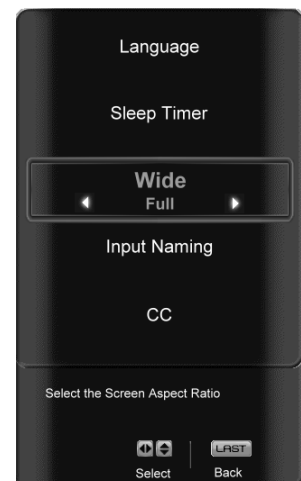 Language
Sleep Timer
Wide
Full
Input Naming
CC
Select the Screen Aspect Ratio
LAST
Select Back